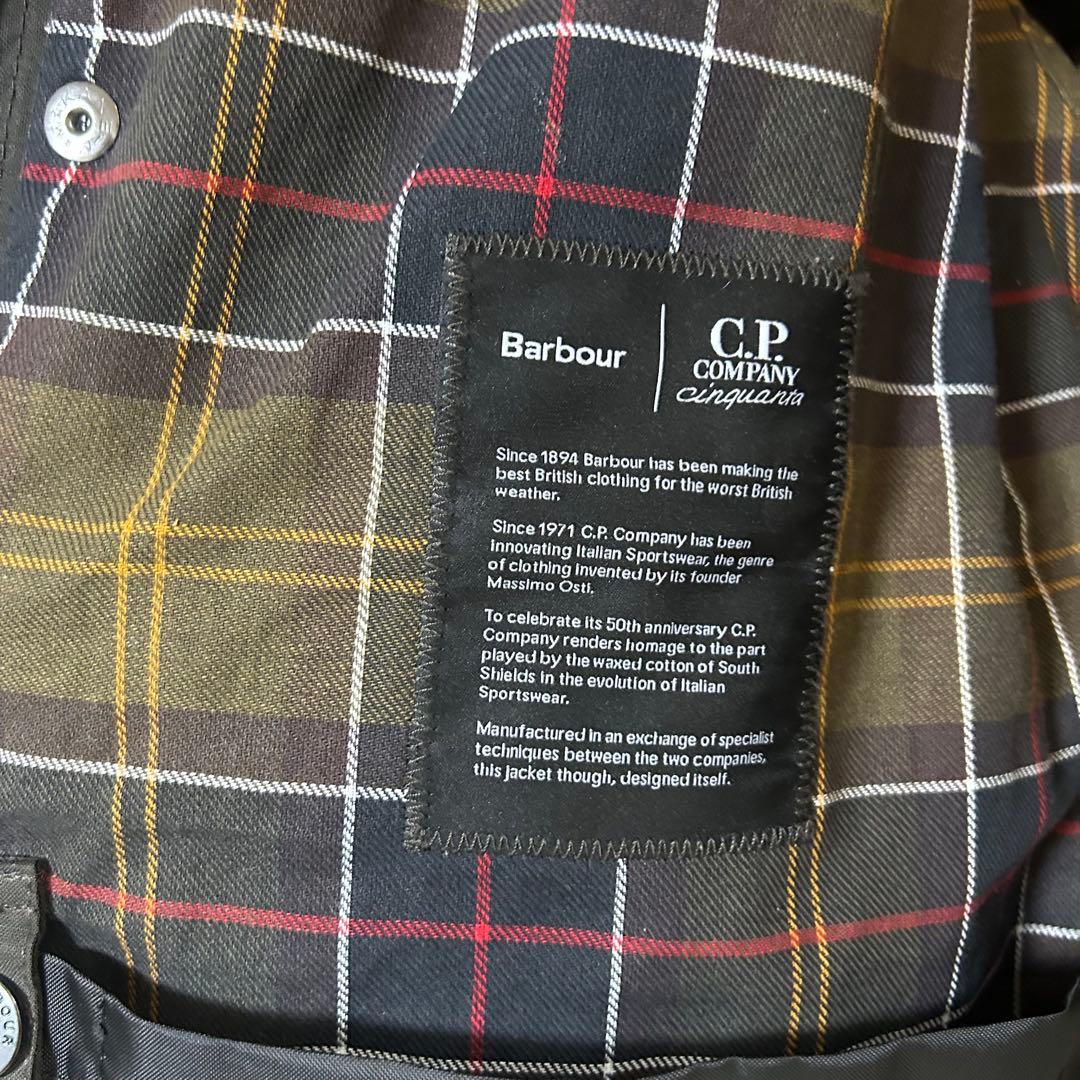 Barbour
C.P.
COMPANY
cinquanta
Since 1894 Barbour has been making the
best British clothing for the worst British
weather.
Since 1971 C.P. Company has been
innovating Italian Sportswear, the genre
of clothing invented by its founder
Massimo Osti.
To celebrate its 50th anniversary C.P.
Company renders homage to the part
played by the waxed cotton of South
Shields in the evolution of Italian
Sportswear.
Manufactured in an exchange of specialist
techniques between the two companies,
this jacket though, designed itself.